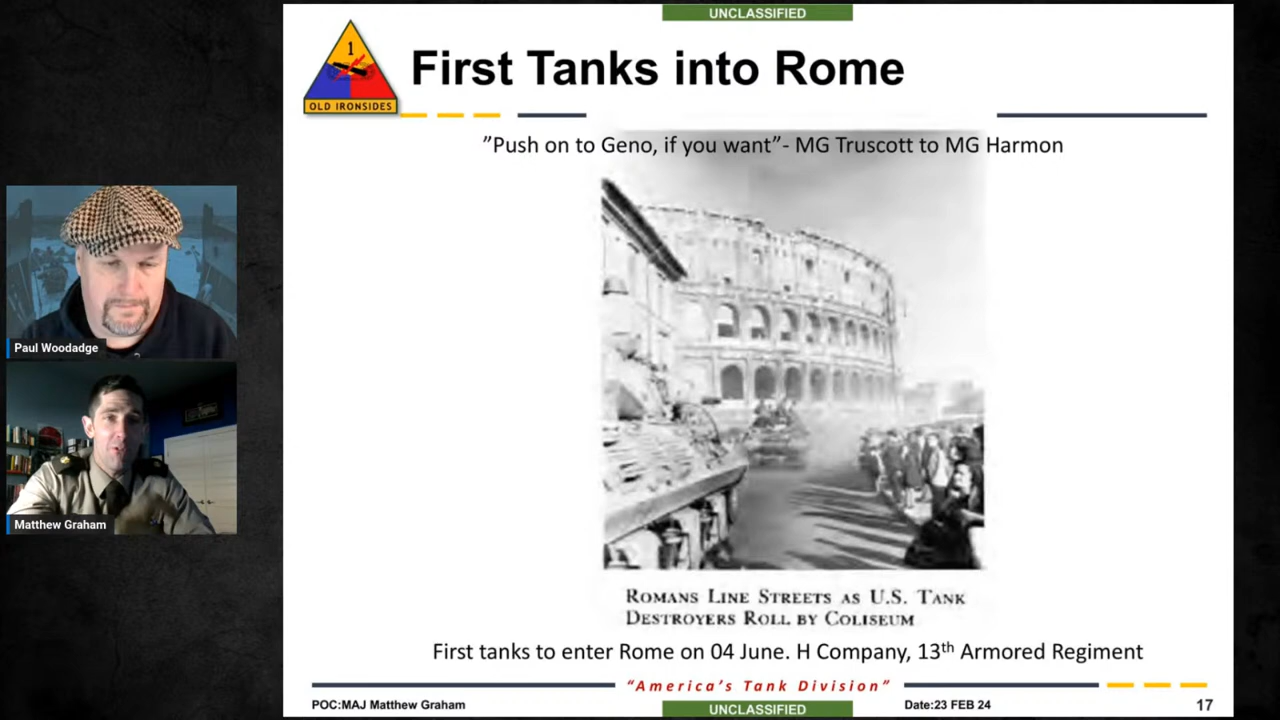 UNCLASSIFIED
1
OLD IRONSIDES
First Tanks into Rome
”Push on to Geno, if you want”- MG Truscott to MG Harmon
Paul Woodadge
Matthew Graham
Romans Line Streets as U.S. Tank
Destroyers Roll by Coliseum
First tanks to enter Rome on 04 June. H Company, 13th Armored Regiment
“America’s Tank Division”
POC:MAJ Matthew Graham
UNCLASSIFIED
Date:23 FEB 24
17